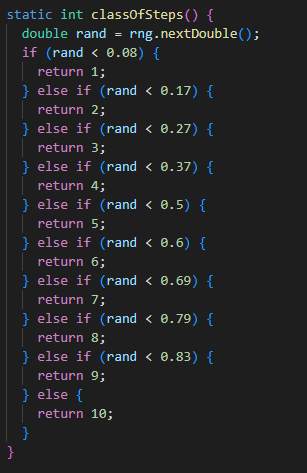 static int classOfSteps() {
  double rand = rng.nextDouble();
  if (rand < 0.08) {
    return 1;
  } else if (rand < 0.17) {
    return 2;
  } else if (rand < 0.27) {
    return 3;
  } else if (rand < 0.37) {
    return 4;
  } else if (rand < 0.5) {
    return 5;
  } else if (rand < 0.6) {
    return 6;
  } else if (rand < 0.69) {
    return 7;
  } else if (rand < 0.79) {
    return 8;
  } else if (rand < 0.83) {
    return 9;
  } else {
    return 10;
  }
}